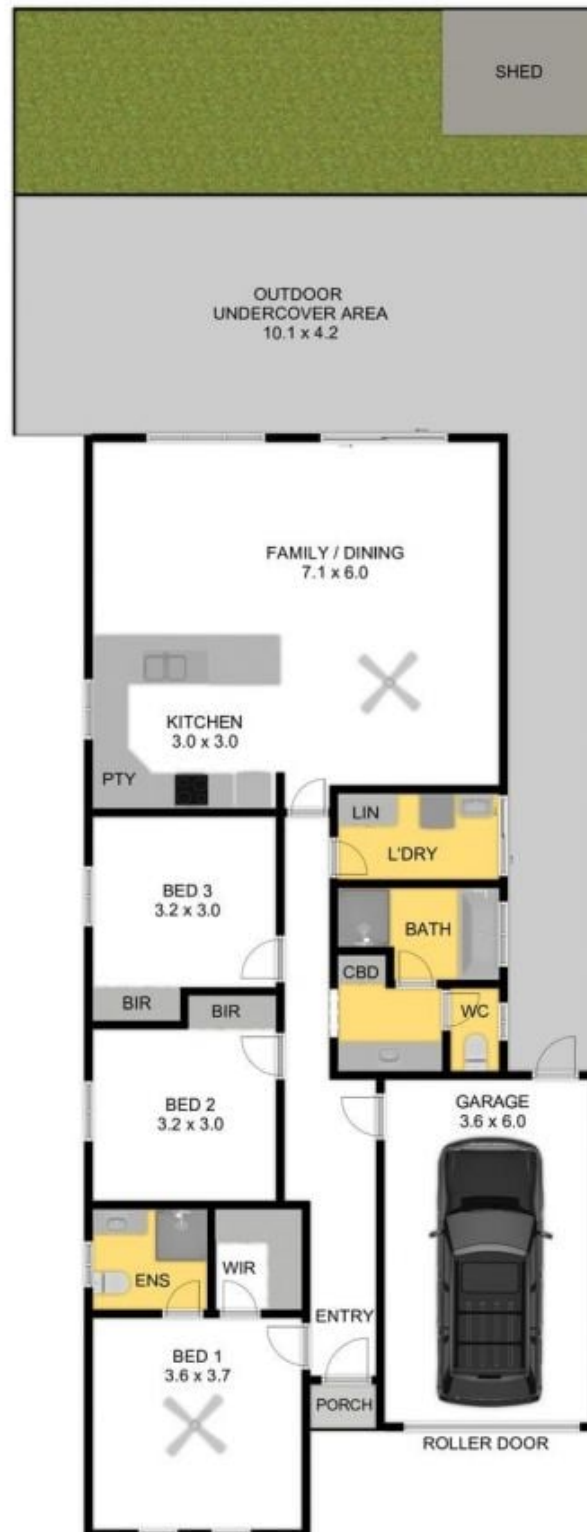 SHED
OUTDOOR
UNDERCOVER AREA
10.1 x 4.2
FAMILY / DINING
7.1 x 6.0
KITCHEN
3.0 x 3.0
PTY
LIN
L'DRY
BED 3
3.2 x 3.0
BATH
CBD
BIR
BIR
WC
BED 2
3.2 x 3.0
GARAGE
3.6 x 6.0
ENS
WIR
ENTRY
BED 1
3.6 x 3.7
PORCH
ROLLER DOOR